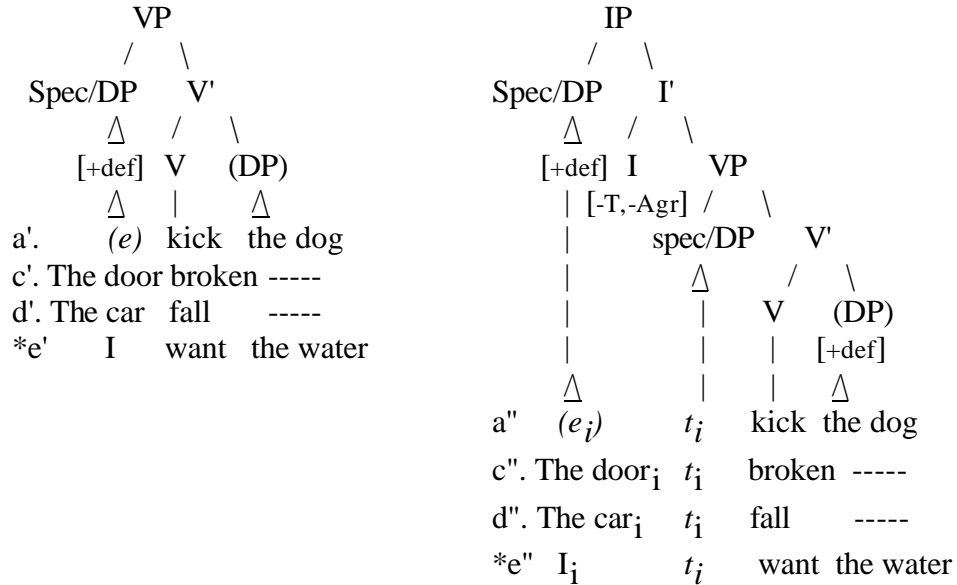 VP IP
/ \ / \
Spec/DP V' Spec/DP I'
△ / \ △ / \
[+def] V (DP) [+def] I VP
△ | △ | [-T,-Agr] / \
a'. (e) kick the dog | spec/DP V'
c'. The door broken ----- | △ / \
d'. The car fall ----- | | V (DP)
*e' I want the water | | | [+def]
△ | | △
a" (eᵢ) tᵢ kick the dog
c". The doorᵢ tᵢ broken -----
d". The carᵢ tᵢ fall -----
*e" Iᵢ tᵢ want the water